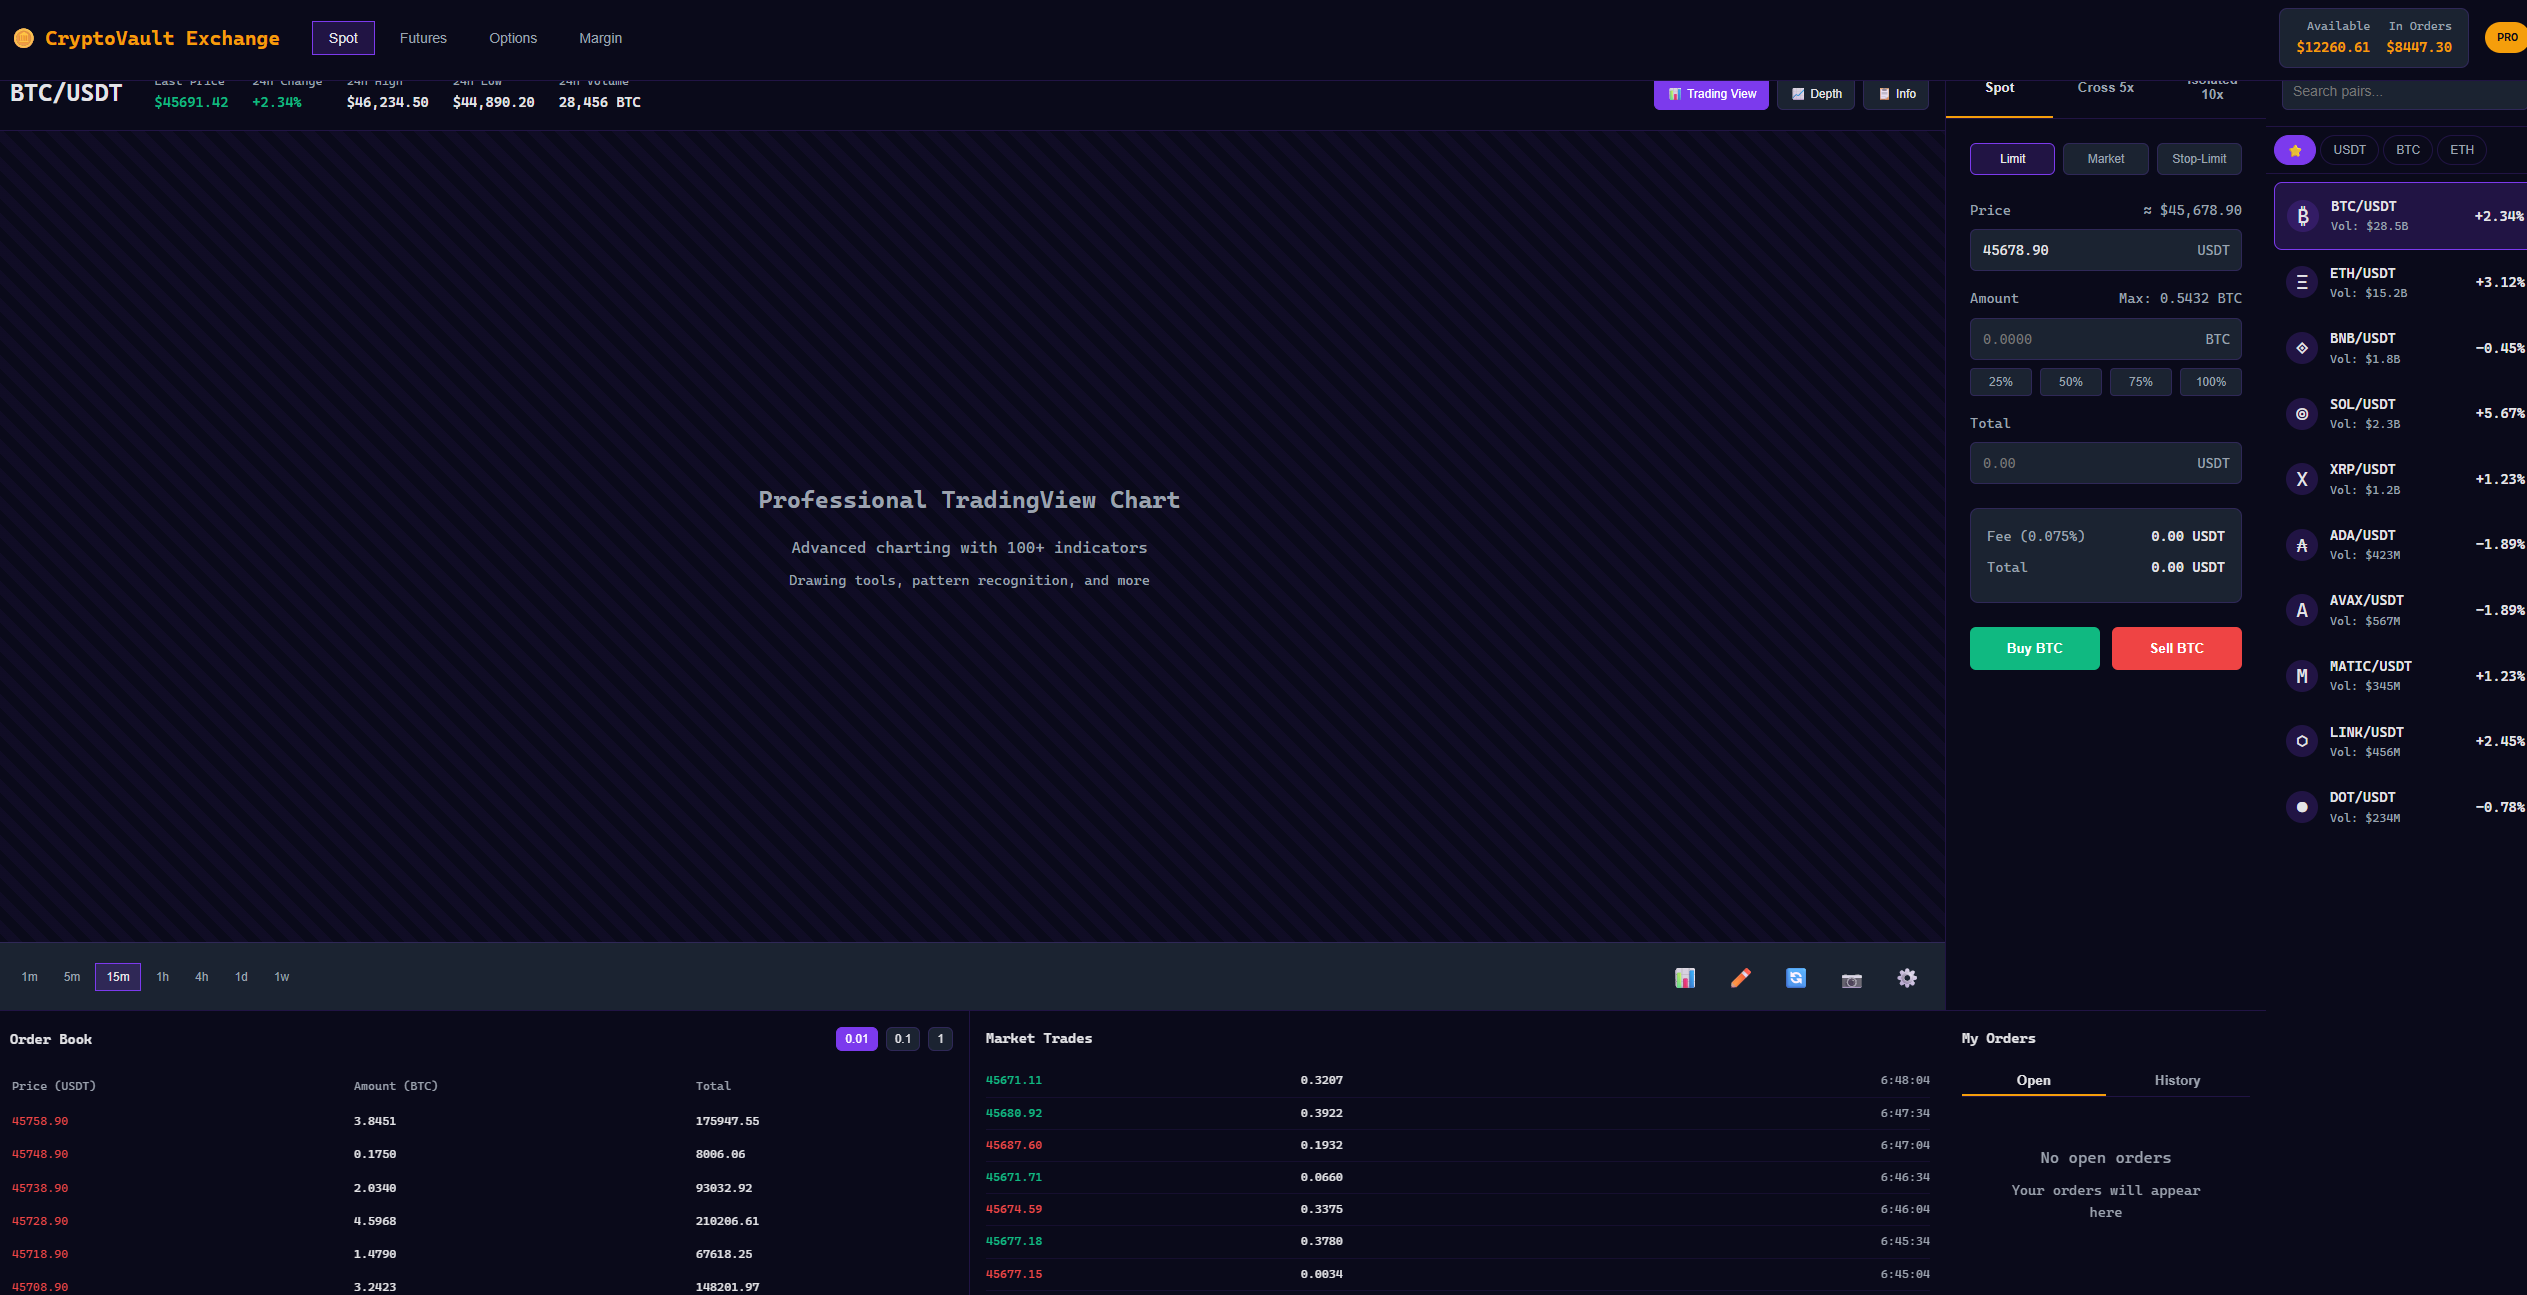 CryptoVault Exchange
Spot
Futures
Options
Margin
Available
In Orders
$12260.61
$8447.30
PRO
BTC/USDT
Last Price
24h Change
24h High
24h Low
24h Volume
$45691.42
+2.34%
$46,234.50
$44,890.20
28,456 BTC
Trading View
Depth
Info
Professional TradingView Chart
Advanced charting with 100+ indicators
Drawing tools, pattern recognition, and more
1m
5m
15m
1h
4h
1d
1w
Spot
Cross 5x
Isolated
10x
Limit
Market
Stop-Limit
Price
≈ $45,678.90
45678.90
USDT
Amount
Max: 0.5432 BTC
0.0000
BTC
25%
50%
75%
100%
Total
0.00
USDT
Fee (0.075%)
0.00 USDT
Total
0.00 USDT
Buy BTC
Sell BTC
Search pairs...
USDT
BTC
ETH
BTC/USDT
Vol: $28.5B
+2.34%
ETH/USDT
Vol: $15.2B
+3.12%
BNB/USDT
Vol: $1.8B
-0.45%
SOL/USDT
Vol: $2.3B
+5.67%
X
XRP/USDT
Vol: $1.2B
+1.23%
ADA/USDT
Vol: $423M
-1.89%
A
AVAX/USDT
Vol: $567M
-1.89%
M
MATIC/USDT
Vol: $345M
+1.23%
LINK/USDT
Vol: $456M
+2.45%
DOT/USDT
Vol: $234M
-0.78%
Order Book
0.01
0.1
1
Price (USDT)
Amount (BTC)
Total
45758.90
3.8451
175947.55
45748.90
0.1750
8006.06
45738.90
2.0340
93032.92
45728.90
4.5968
210206.61
45718.90
1.4790
67618.25
45708.90
3.2423
148201.97
Market Trades
45671.11
0.3207
6:48:04
45680.92
0.3922
6:47:34
45687.60
0.1932
6:47:04
45671.71
0.0660
6:46:34
45674.59
0.3375
6:46:04
45677.18
0.3780
6:45:34
45677.15
0.0034
6:45:04
My Orders
Open
History
No open orders
Your orders will appear
here